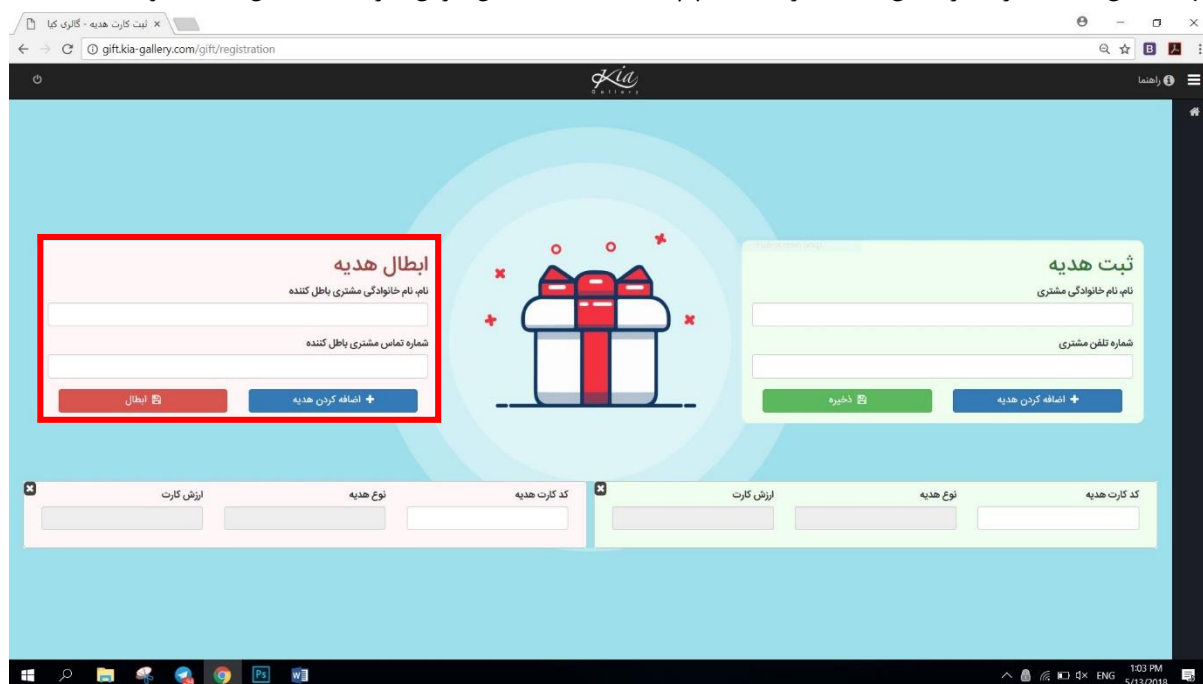 ثبت کارت هدیه - گالری کیا
gift.kia-gallery.com/gift/registration
Kia
Gallery
راهنما
ثبت هدیه
نام، نام خانوادگی مشتری
شماره تلفن مشتری
اضافه کردن هدیه
ذخیره
ابطال هدیه
نام، نام خانوادگی مشتری باطل کننده
شماره تماس مشتری باطل کننده
اضافه کردن هدیه
ابطال
کد کارت هدیه نوع هدیه ارزش کارت
کد کارت هدیه نوع هدیه ارزش کارت
ENG
1:03 PM
5/13/2018